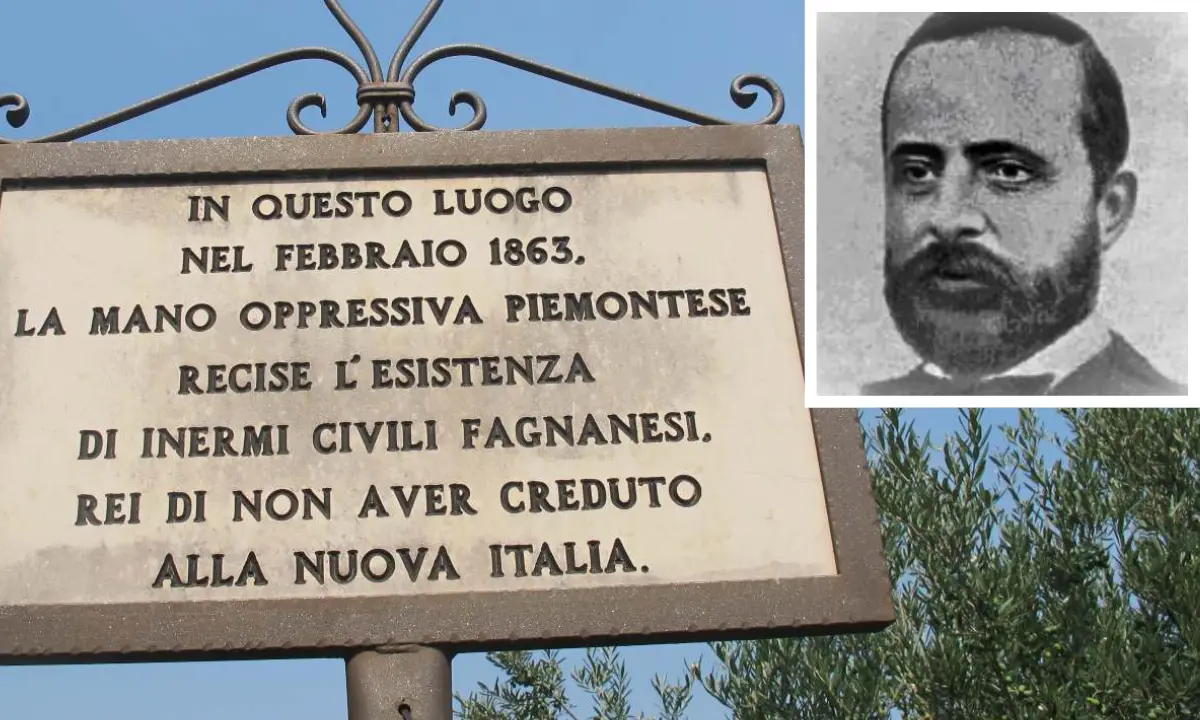 IN QUESTO LUOGO
NEL FEBBRAIO 1863.
LA MANO OPPRESSIVA PIEMONTESE
RECISE L'ESISTENZA
DI INERMI CIVILI FAGNANESI.
REI DI NON AVER CREDUTO
ALLA NUOVA ITALIA.